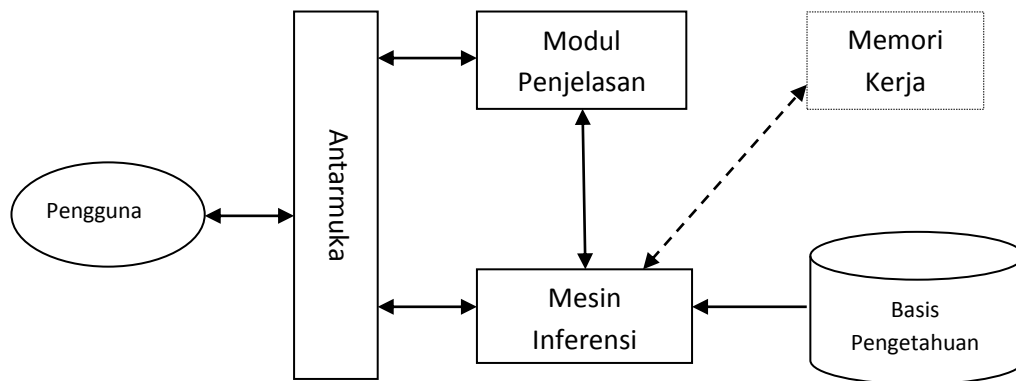 Modul
Penjelasan
Memori
Kerja
Antarmuka
Pengguna
Mesin
Inferensi
Basis
Pengetahuan